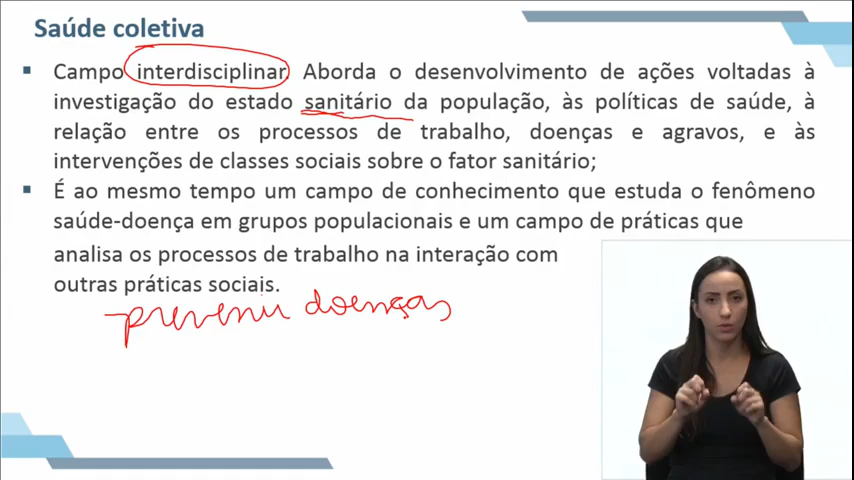 Saúde coletiva
▪ Campo interdisciplinar Aborda o desenvolvimento de ações voltadas à
investigação do estado sanitário da população, às políticas de saúde, à
relação entre os processos de trabalho, doenças e agravos, e às
intervenções de classes sociais sobre o fator sanitário;
▪ É ao mesmo tempo um campo de conhecimento que estuda o fenômeno
saúde-doença em grupos populacionais e um campo de práticas que
analisa os processos de trabalho na interação com
outras práticas sociais.
- prevenir doenças